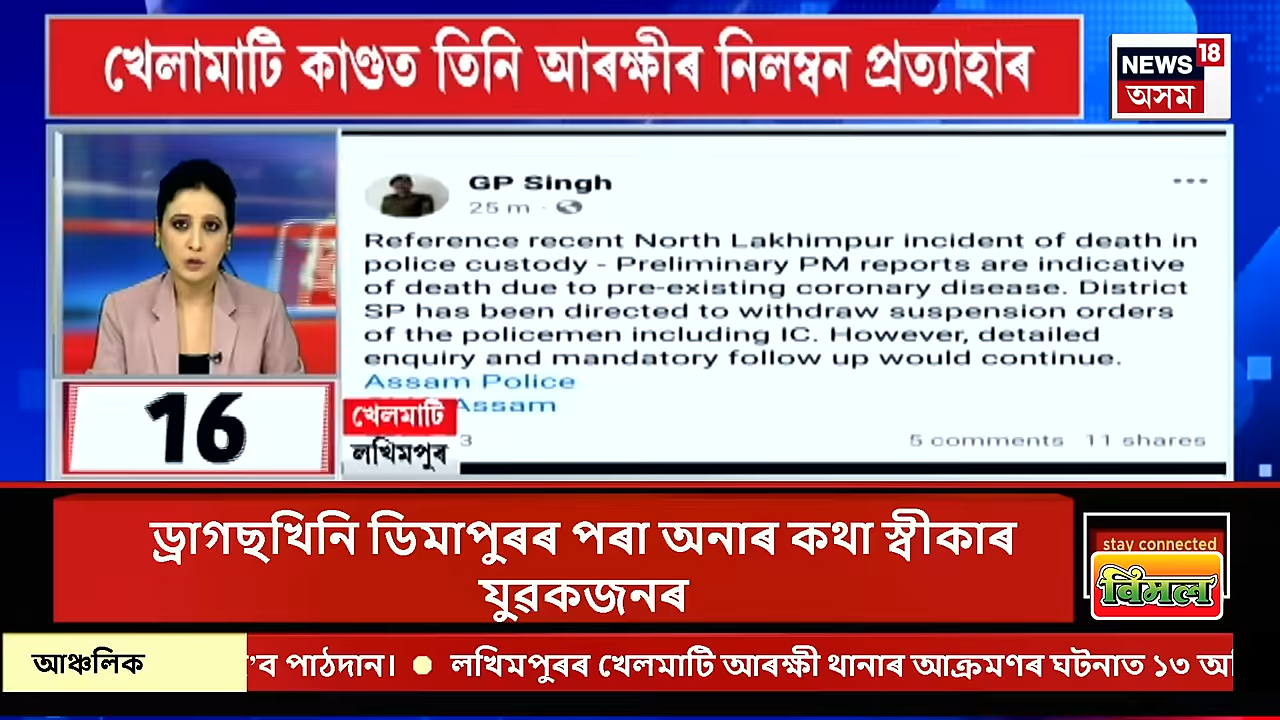 খেলামাটি কাণ্ডত তিনি আৰক্ষীৰ নিলম্বন প্ৰত্যাহাৰ
NEWS 18
অসম
GP Singh
25 m
Reference recent North Lakhimpur incident of death in
police custody - Preliminary PM reports are indicative
of death due to pre-existing coronary disease. District
SP has been directed to withdraw suspension orders
of the policemen including IC. However, detailed
enquiry and mandatory follow up would continue.
Assam Police
Assam
3
5 comments 11 shares
16
খেলমাটি
লখিমপুৰ
ড্ৰাগছখিনি ডিমাপুৰৰ পৰা অনাৰ কথা স্বীকাৰ
যুৱকজনৰ
stay connected
विमल
আঞ্চলিক
'ব পাঠদান। লখিমপুৰৰ খেলমাটি আৰক্ষী থানাৰ আক্ৰমণৰ ঘটনাত ১৩